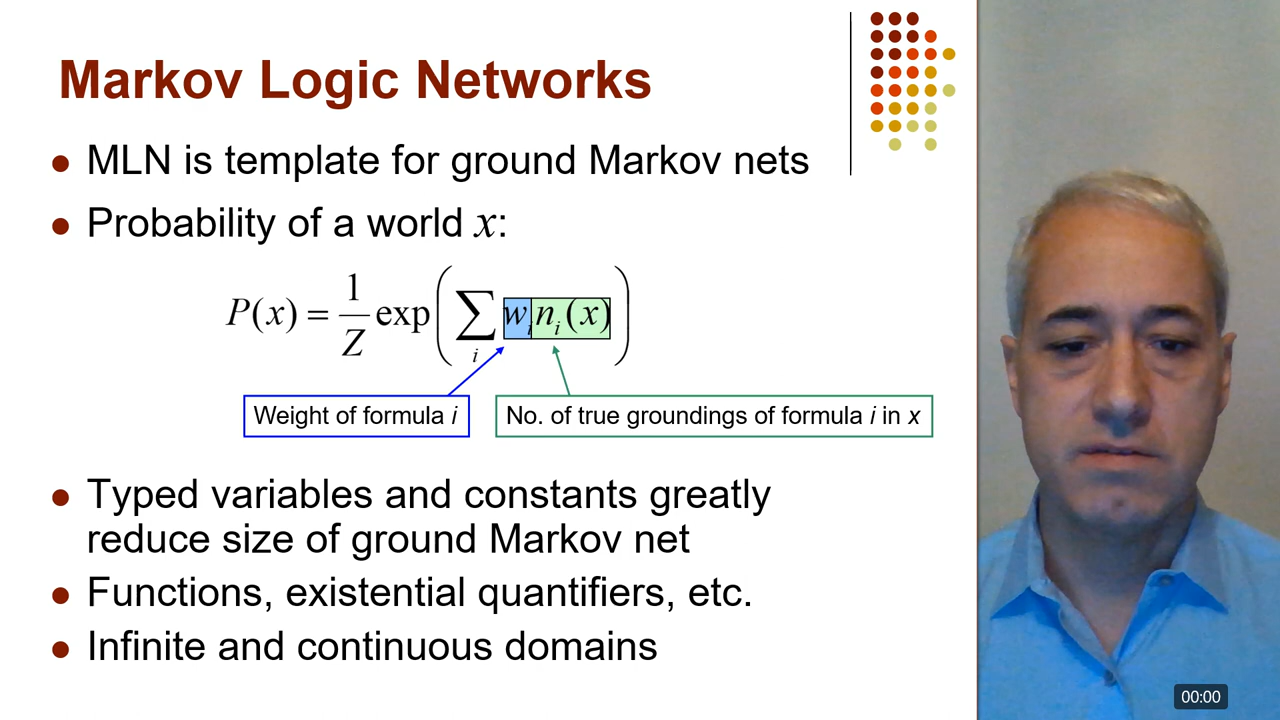 Markov Logic Networks
● MLN is template for ground Markov nets
● Probability of a world x:
P(x) = 1/Z exp(∑_i w_i n_i(x))
Weight of formula i
No. of true groundings of formula i in x
● Typed variables and constants greatly
reduce size of ground Markov net
● Functions, existential quantifiers, etc.
● Infinite and continuous domains
00:00